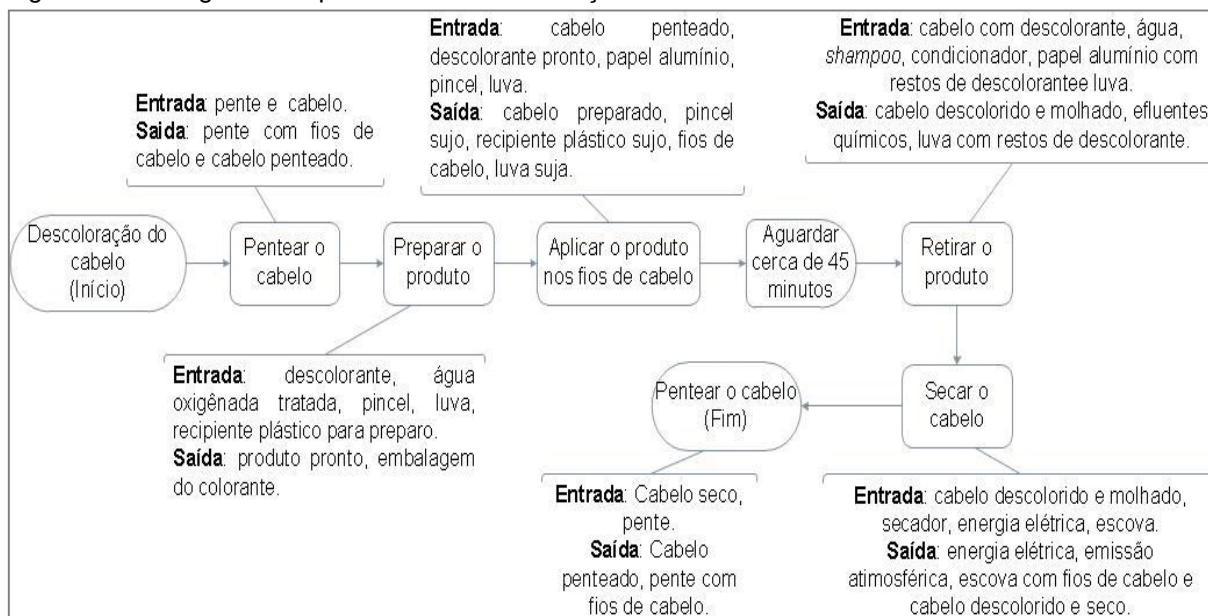 Entrada: pente e cabelo.
Saida: pente com fios de
cabelo e cabelo penteado.
Entrada: cabelo penteado,
descolorante pronto, papel alumínio,
pincel, luva.
Saída: cabelo preparado, pincel
sujo, recipiente plástico sujo, fios de
cabelo, luva suja.
Entrada: cabelo com descolorante, água,
shampoo, condicionador, papel alumínio com
restos de descolorantee luva.
Saída: cabelo descolorido e molhado, efluentes
químicos, luva com restos de descolorante.
Descoloração do
cabelo
(Início)
Pentear o
cabelo
Preparar o
produto
Aplicar o produto
nos fios de cabelo
Aguardar
cerca de 45
minutos
Retirar o
produto
Entrada: descolorante, água
oxigênada tratada, pincel, luva,
recipiente plástico para preparo.
Saída: produto pronto, embalagem
do colorante.
Pentear o cabelo
(Fim)
Secar o
cabelo
Entrada: Cabelo seco,
pente.
Saída: Cabelo
penteado, pente com
fios de cabelo.
Entrada: cabelo descolorido e molhado,
secador, energia elétrica, escova.
Saída: energia elétrica, emissão
atimosférica, escova com fios de cabelo e
cabelo descolorido e seco.